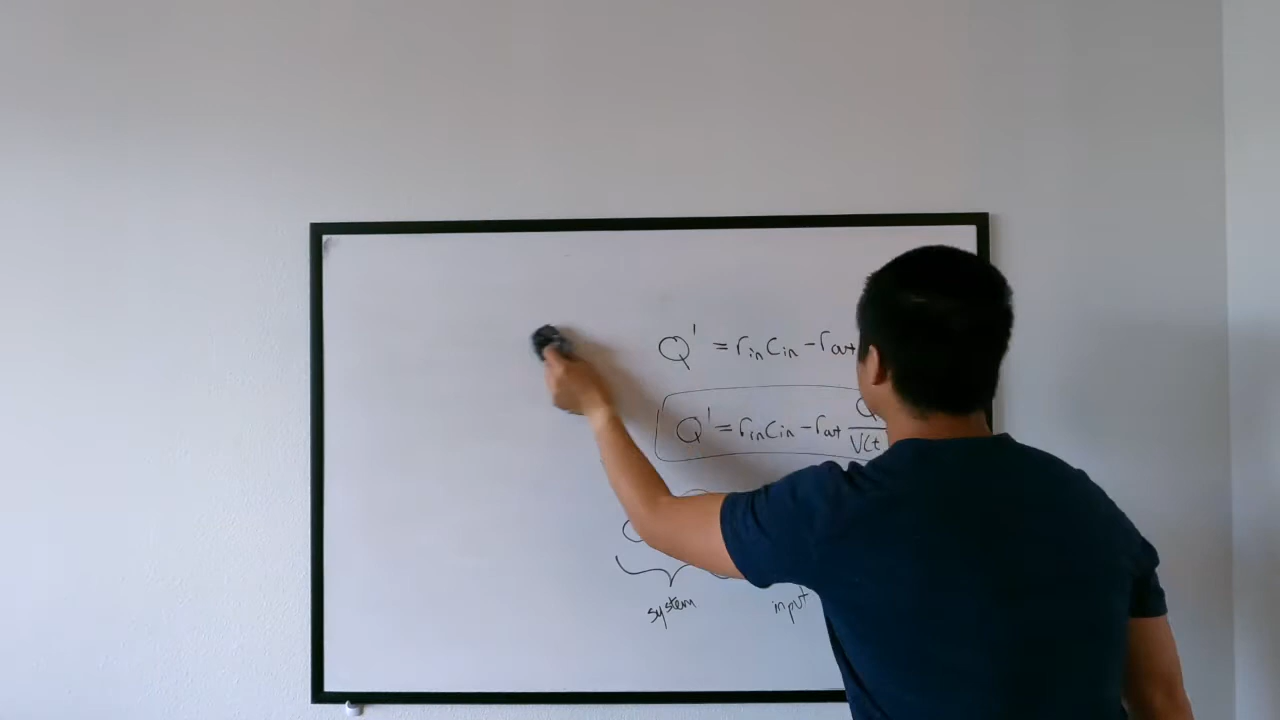 Q' = r_in c_in - r_out
Q' = r_in c_in - r_out Q/V(t
system input